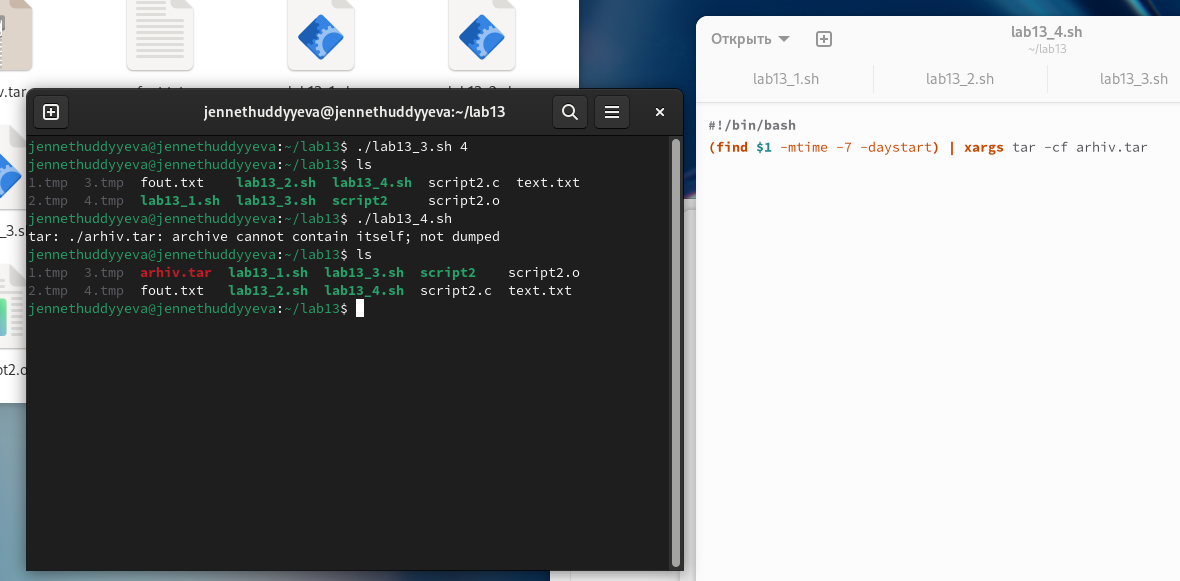 v.tar
jennethuddyyeva@jennethuddyyeva:~/lab13
jennethuddyyeva@jennethuddyyeva:~/lab13$ ./lab13_3.sh 4
jennethuddyyeva@jennethuddyyeva:~/lab13$ ls
1.tmp  3.tmp  fout.txt    lab13_2.sh  lab13_4.sh  script2.c  text.txt
2.tmp  4.tmp  lab13_1.sh  lab13_3.sh  script2     script2.o
jennethuddyyeva@jennethuddyyeva:~/lab13$ ./lab13_4.sh
tar: ./arhiv.tar: archive cannot contain itself; not dumped
jennethuddyyeva@jennethuddyyeva:~/lab13$ ls
1.tmp  3.tmp  arhiv.tar  lab13_1.sh  lab13_3.sh  script2    script2.o
2.tmp  4.tmp  fout.txt   lab13_2.sh  lab13_4.sh  script2.c  text.txt
jennethuddyyeva@jennethuddyyeva:~/lab13$
Открыть
lab13_4.sh
~/lab13
lab13_1.sh
lab13_2.sh
lab13_3.sh
#!/bin/bash
(find $1 -mtime -7 -daystart) | xargs tar -cf arhiv.tar